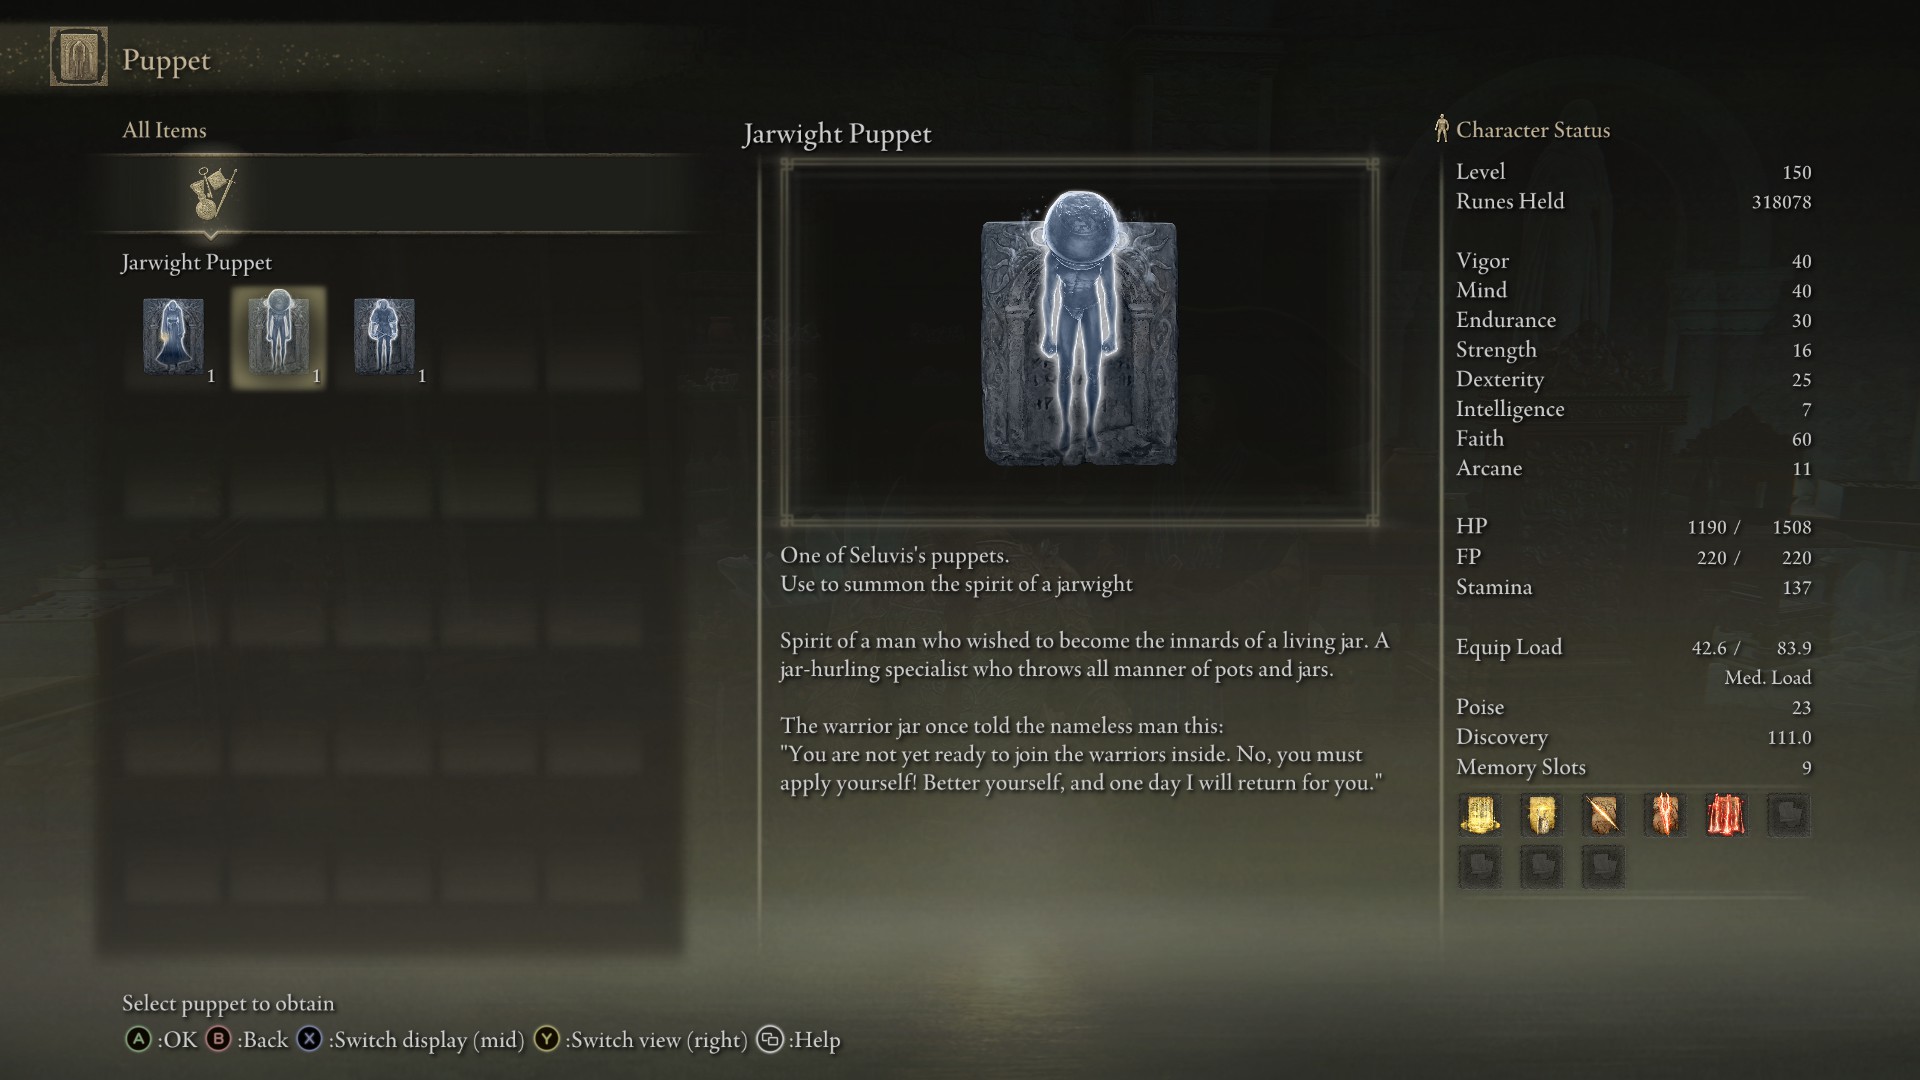 Puppet
All Items
Jarwight Puppet
1
1
1
Jarwight Puppet
One of Seluvis's puppets.
Use to summon the spirit of a jarwight
Spirit of a man who wished to become the innards of a living jar. A
jar-hurling specialist who throws all manner of pots and jars.
The warrior jar once told the nameless man this:
"You are not yet ready to join the warriors inside. No, you must
apply yourself! Better yourself, and one day I will return for you."
Character Status
Level 150
Runes Held 318078
Vigor 40
Mind 40
Endurance 30
Strength 16
Dexterity 25
Intelligence 7
Faith 60
Arcane 11
HP 1190 / 1508
FP 220 / 220
Stamina 137
Equip Load 42.6 / 83.9
Med. Load
Poise 23
Discovery 111.0
Memory Slots 9
Select puppet to obtain
A :OK B :Back X :Switch display (mid) Y :Switch view (right) :Help